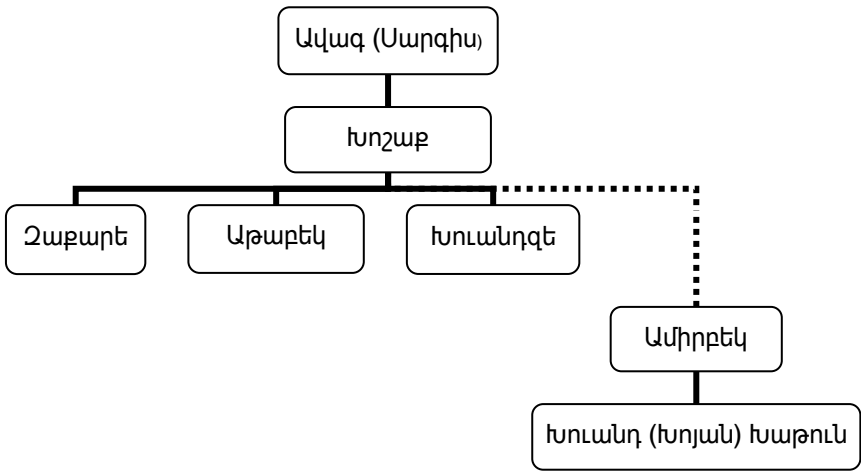 Ավագ (Սարգիս)
Խոշաք
Զաքարե
Աթաբեկ
Խուանդզե
Ամիրբեկ
Խուանդ (Խոյան) Խաթուն